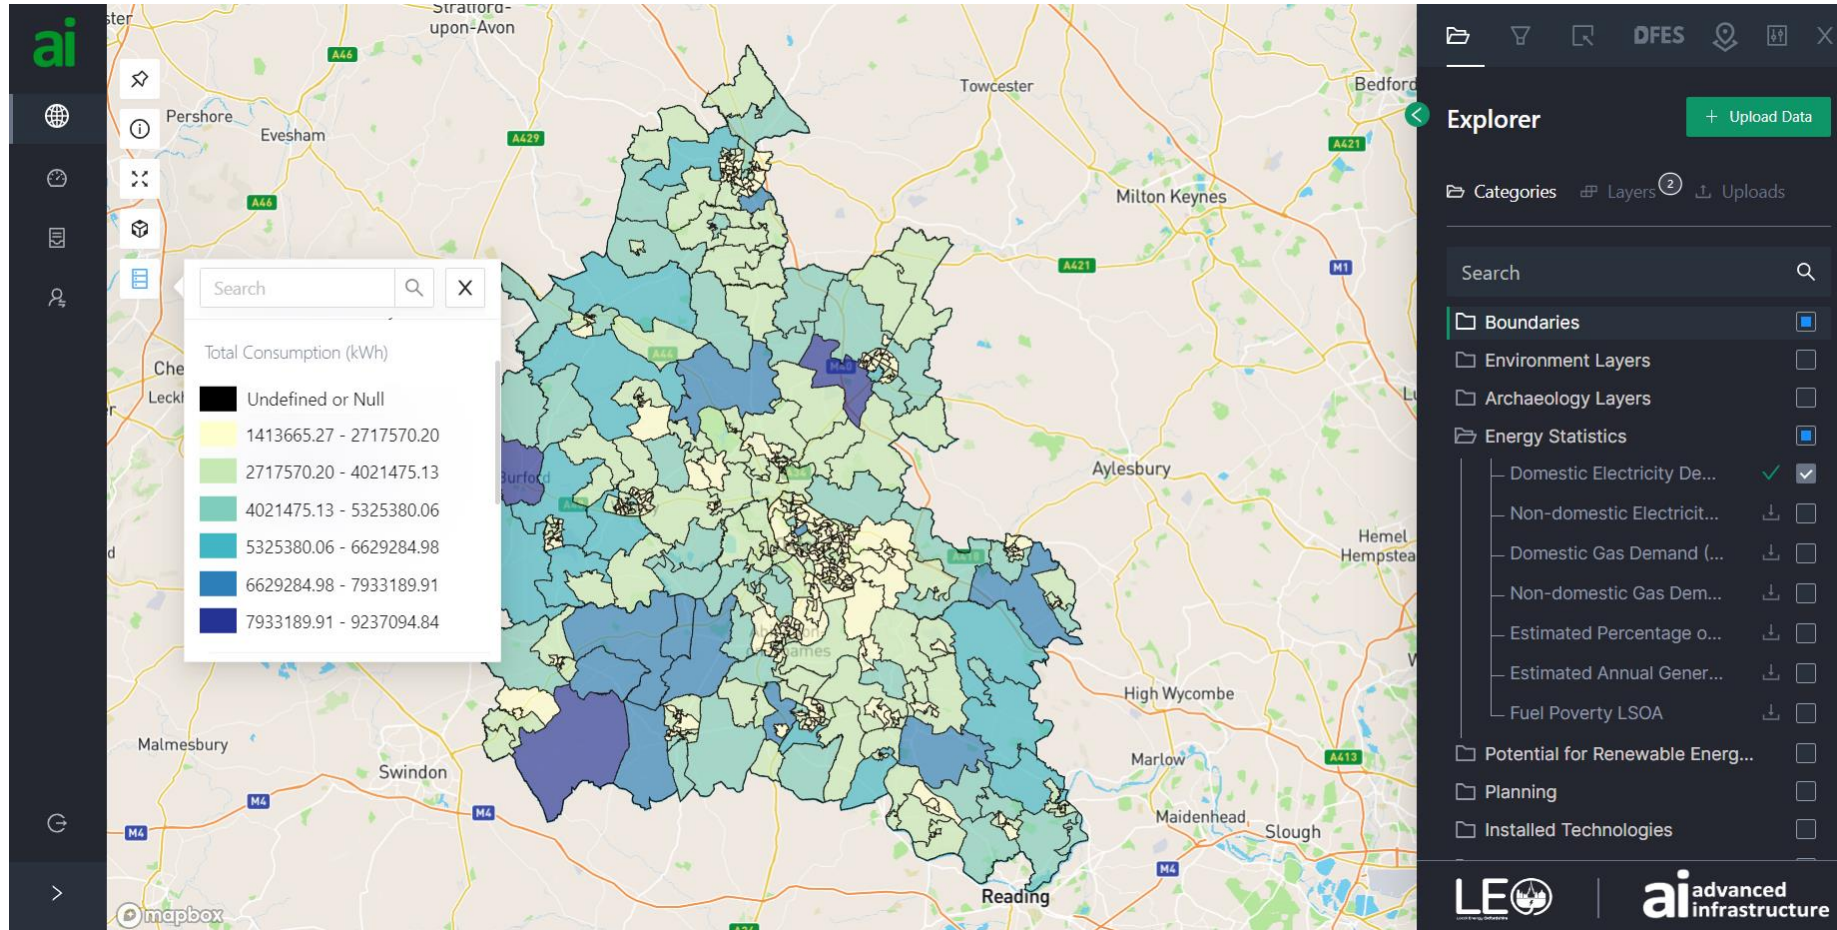 ai
Stratford-
upon-Avon
A46
Pershore
Evesham
A429
A46
Towcester
Bedford
A421
Milton Keynes
A421
M1
Search
X
Total Consumption (kWh)
Undefined or Null
1413665.27 - 2717570.20
2717570.20 - 4021475.13
4021475.13 - 5325380.06
5325380.06 - 6629284.98
6629284.98 - 7933189.91
7933189.91 - 9237094.84
A44
M40
Aylesbury
Hemel
Hempstea
High Wycombe
Malmesbury
Swindon
Marlow
A413
M4
M4
M4
Maidenhead
Slough
M4
Reading
mapbox
DFES
X
Explorer
+ Upload Data
Categories
Layers 2
Uploads
Search
Boundaries
Environment Layers
Archaeology Layers
Energy Statistics
Domestic Electricity De...
Non-domestic Electricit...
Domestic Gas Demand (...
Non-domestic Gas Dem...
Estimated Percentage o...
Estimated Annual Gener...
Fuel Poverty LSOA
Potential for Renewable Energ...
Planning
Installed Technologies
LEO
ai advanced
infrastructure